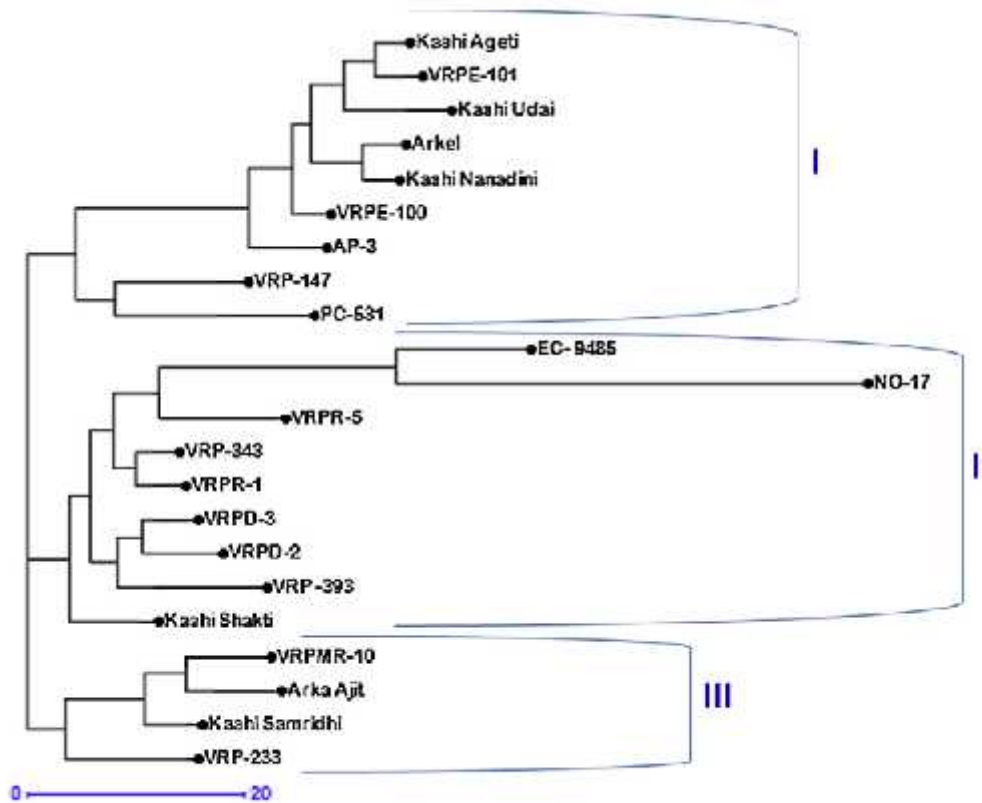 Kashi Ageti
VRPE-101
Kashi Udai
Arkel
Kashi Nanadini
I
VRPE-100
AP-3
VRP-147
PC-531
EC-9485
NO-17
VRPR-5
VRP-343
I
VRPR-1
VRPD-3
VRPD-2
VRP-393
Kashi Shakti
VRPMR-10
Arka Ajit
III
Kashi Samridhi
VRP-233
0 20